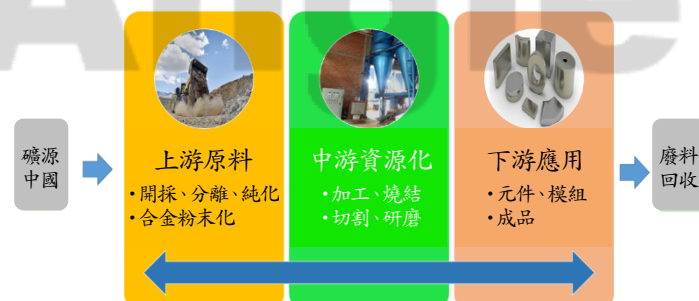 礦源
中國
上游原料
・開採、分離、純化
・合金粉末化
中游資源化
・加工、燒結
・切割、研磨
下游應用
・元件、模組
・成品
廢料
回收